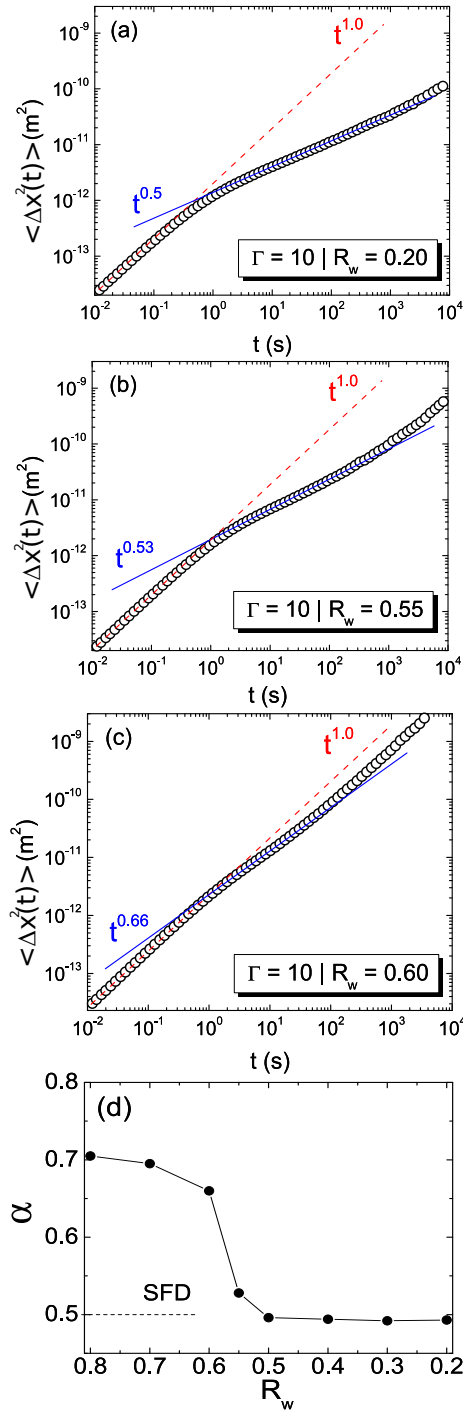 (a)
t^1.0
t^0.5
<Δx²(t)> (m²)
10^-9
10^-10
10^-11
10^-12
10^-13
Γ = 10 | R_w = 0.20
10^-2 10^-1 10^0 10^1 10^2 10^3 10^4
t (s)
(b)
t^1.0
t^0.53
<Δx²(t)> (m²)
10^-9
10^-10
10^-11
10^-12
10^-13
Γ = 10 | R_w = 0.55
10^-2 10^-1 10^0 10^1 10^2 10^3 10^4
t (s)
(c)
t^1.0
t^0.66
<Δx²(t)> (m²)
10^-9
10^-10
10^-11
10^-12
10^-13
Γ = 10 | R_w = 0.60
10^-2 10^-1 10^0 10^1 10^2 10^3 10^4
t (s)
(d)
α
0.8
0.7
0.6
0.5
SFD
0.8 0.7 0.6 0.5 0.4 0.3 0.2
R_w